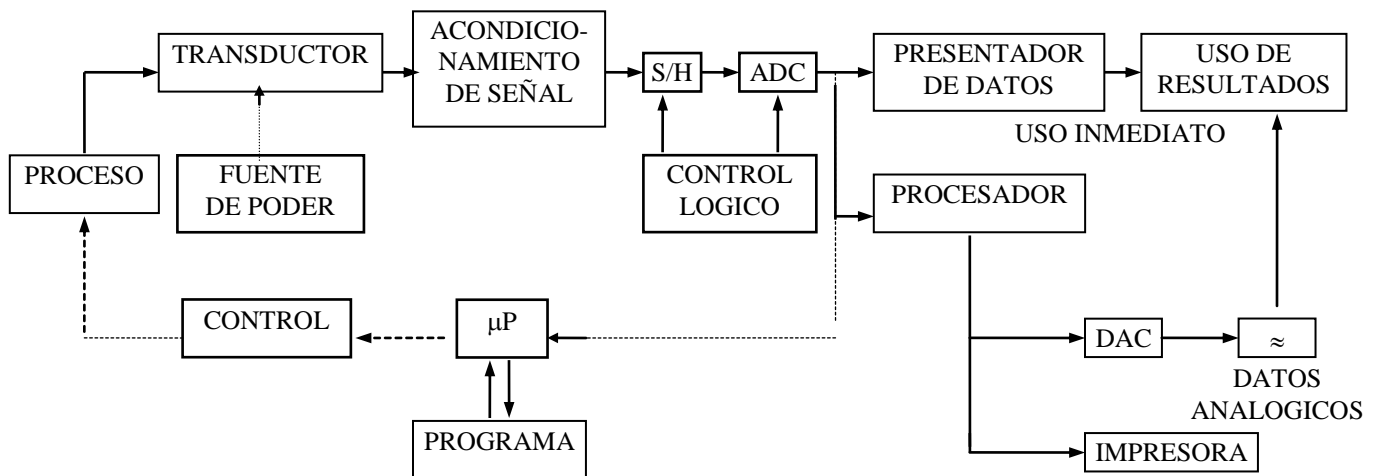 TRANSDUCTOR
ACONDICIO-
NAMIENTO
DE SEÑAL
S/H
ADC
PRESENTADOR
DE DATOS
USO DE
RESULTADOS
USO INMEDIATO
PROCESO
FUENTE
DE PODER
CONTROL
LOGICO
PROCESADOR
CONTROL
µP
DAC
≈
DATOS
ANALOGICOS
PROGRAMA
IMPRESORA